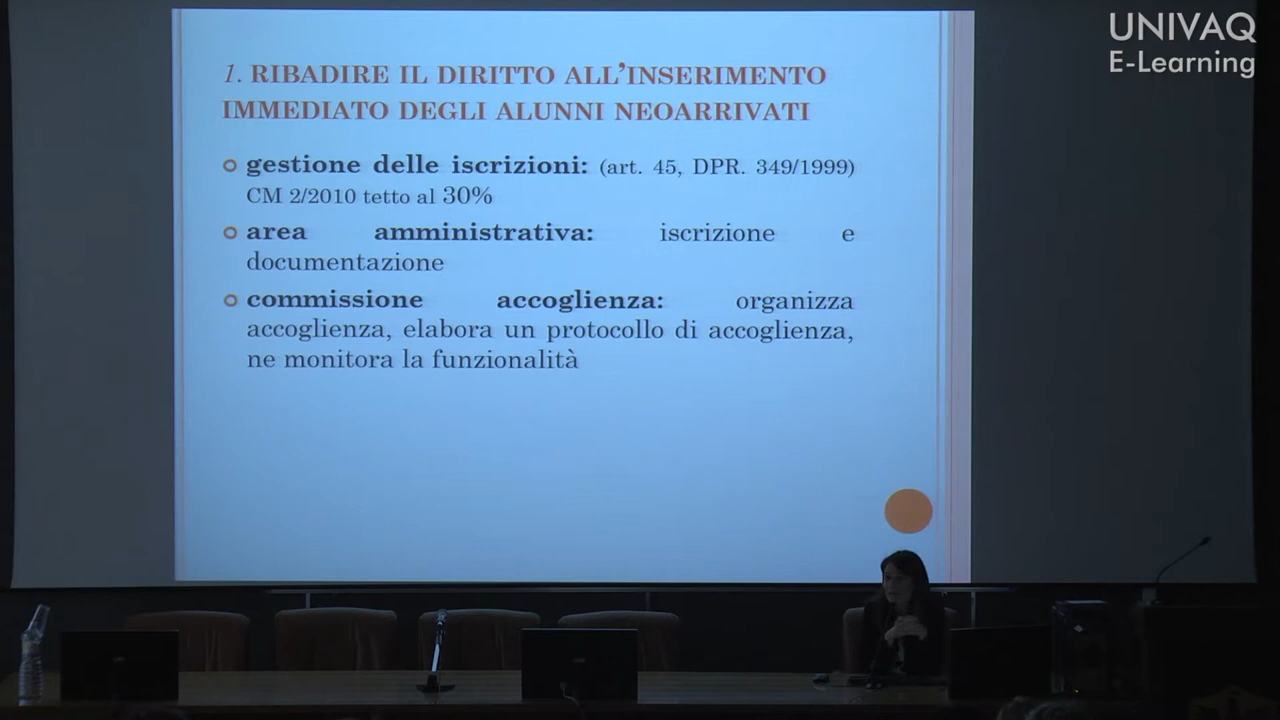 UNIVAQ
E-Learning
1. RIBADIRE IL DIRITTO ALL'INSERIMENTO
IMMEDIATO DEGLI ALUNNI NEOARRIVATI
gestione delle iscrizioni: (art. 45, DPR. 349/1999)
CM 2/2010 tetto al 30%
area amministrativa: iscrizione e
documentazione
commissione accoglienza: organizza
accoglienza, elabora un protocollo di accoglienza,
ne monitora la funzionalità